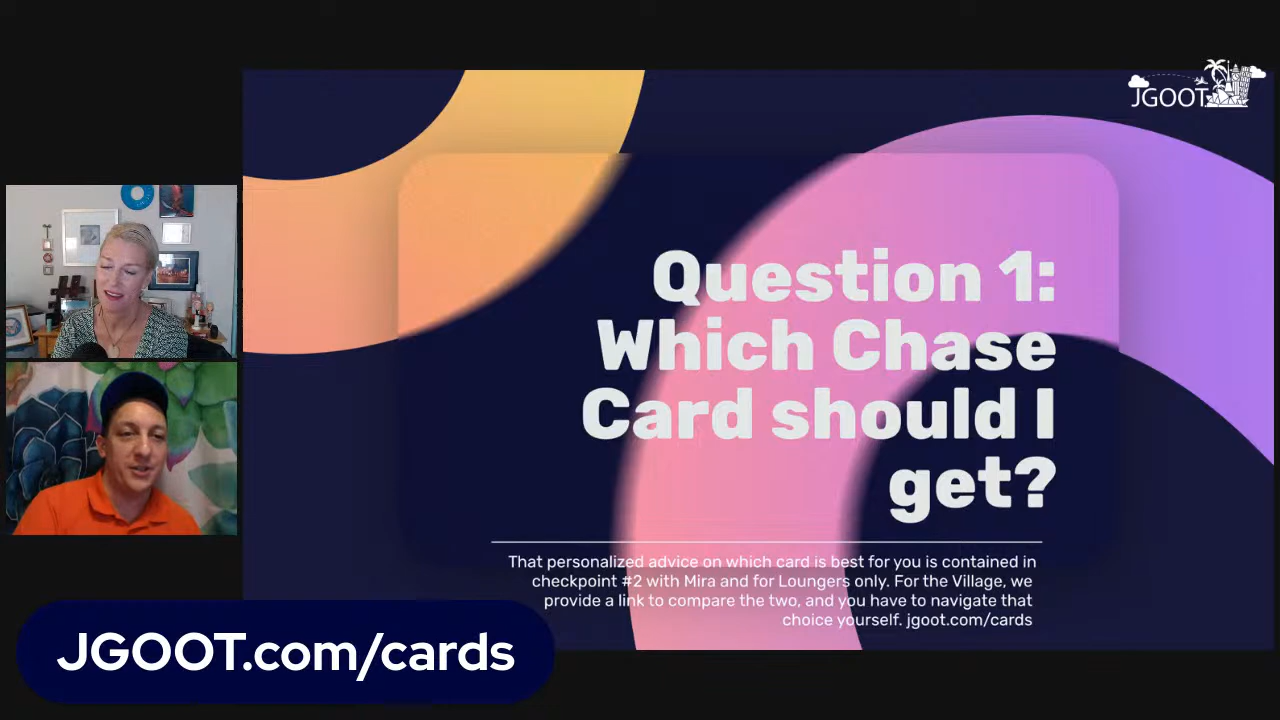 JGOOT
Question 1:
Which Chase
Card should I
get?
That personalized advice on which card is best for you is contained in
checkpoint #2 with Mira and for Loungers only. For the Village, we
provide a link to compare the two, and you have to navigate that
choice yourself. jgoot.com/cards
JGOOT.com/cards